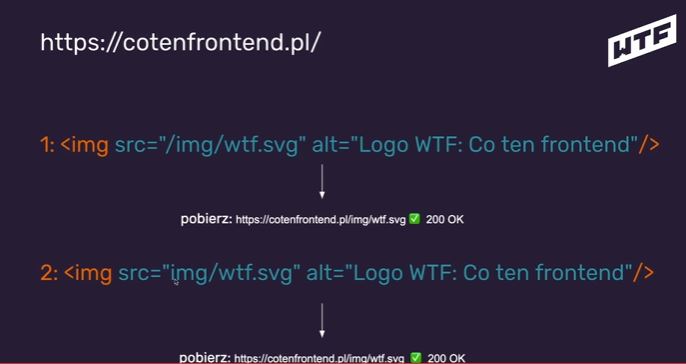 https://cotenfrontend.pl/
WTF
1: <img src="/img/wtf.svg" alt="Logo WTF: Co ten frontend"/>
pobierz: https://cotenfrontend.pl/img/wtf.svg ✅ 200 OK
2: <img src="img/wtf.svg" alt="Logo WTF: Co ten frontend"/>
pobierz: https://cotenfrontend.pl/img/wtf.svg ✅ 200 OK